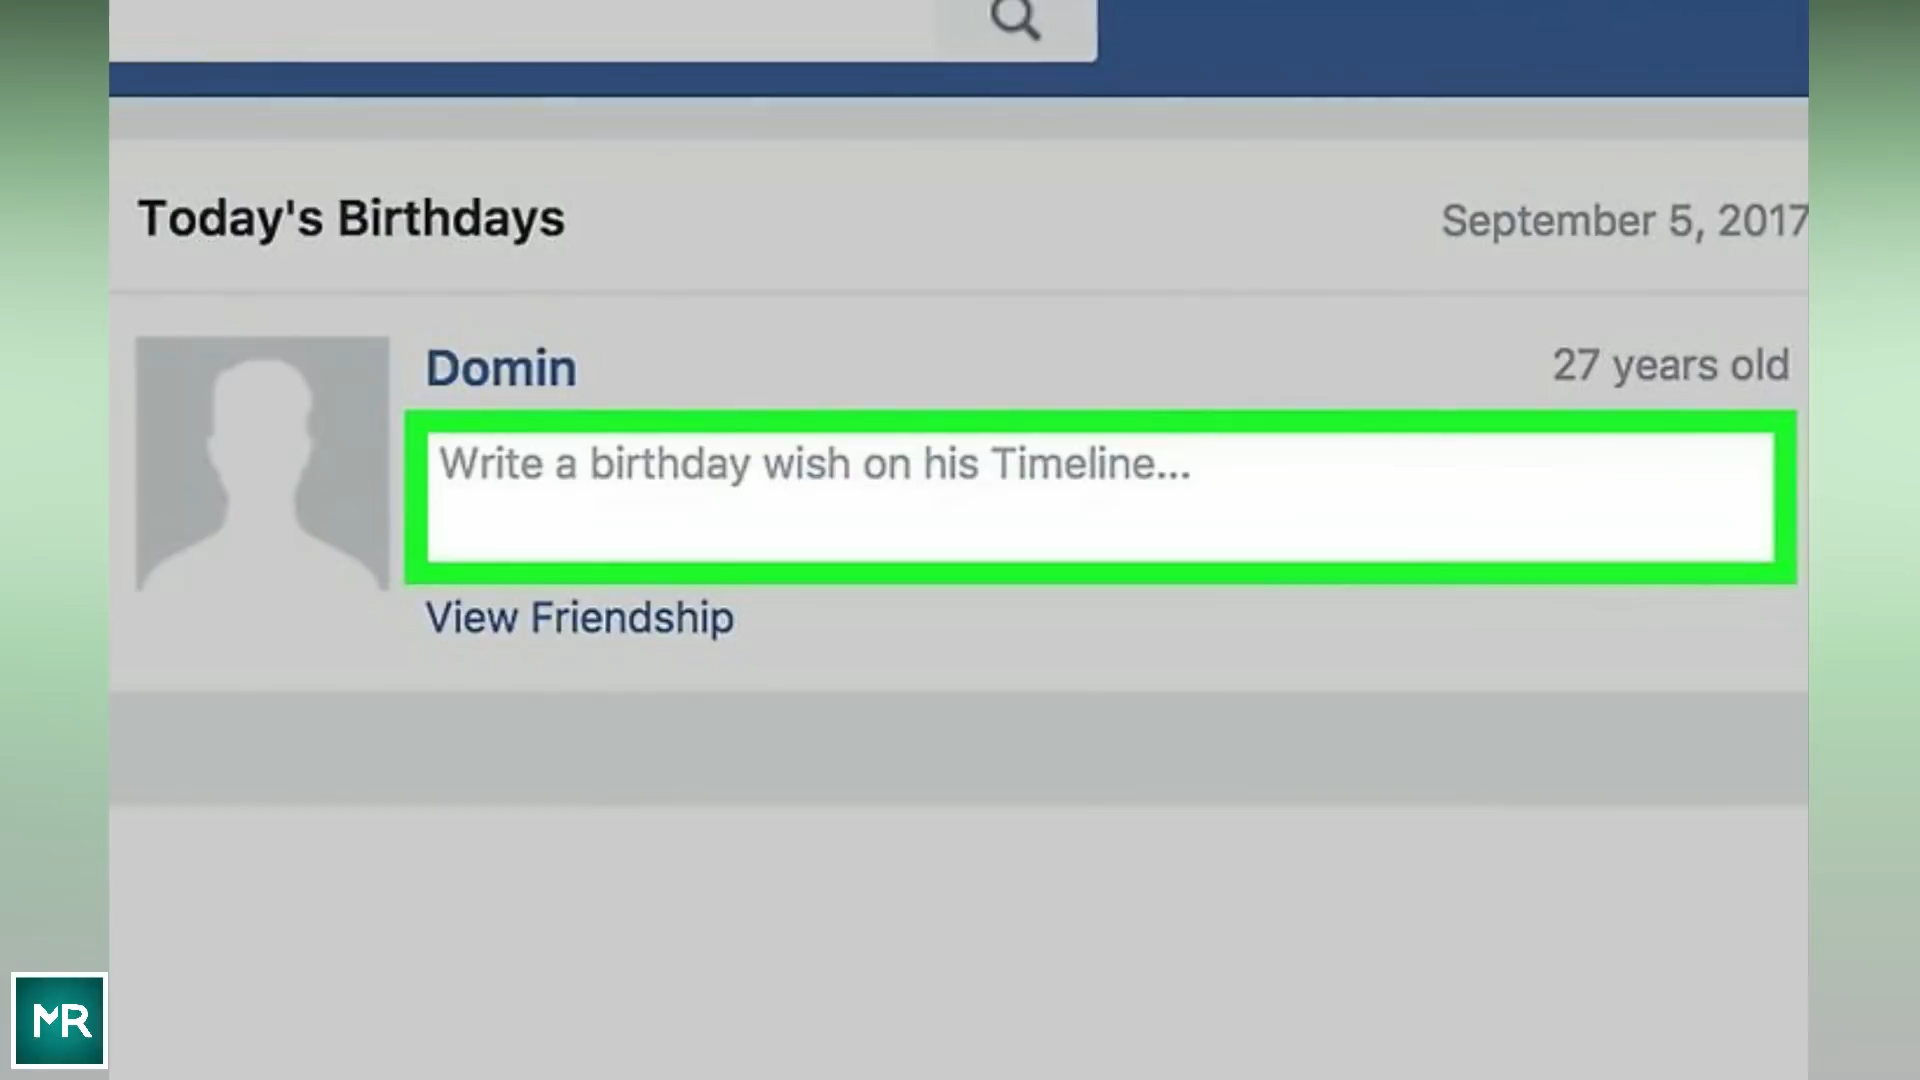 Today's Birthdays
September 5, 2017
Domin
27 years old
Write a birthday wish on his Timeline...
View Friendship
MR